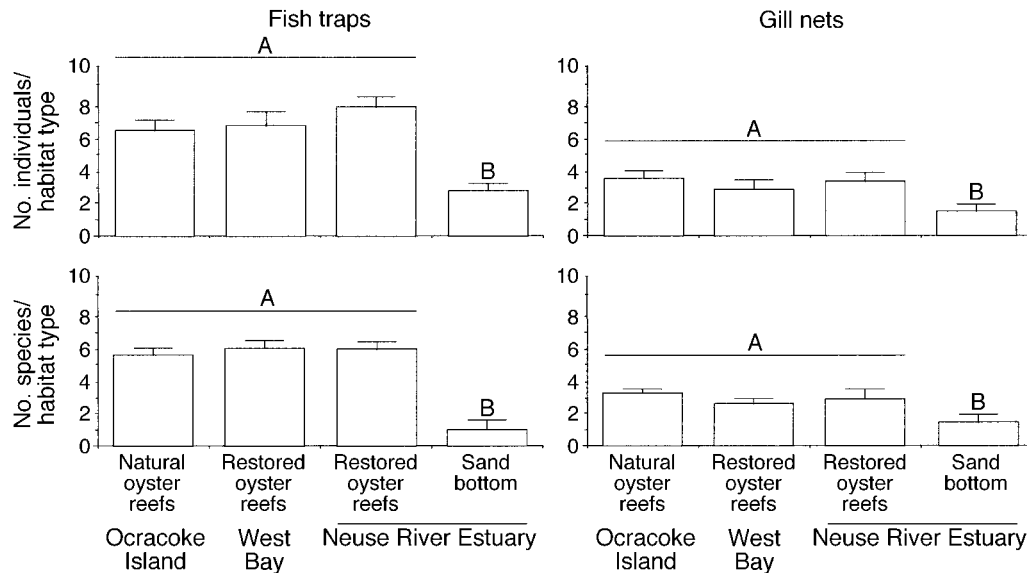 Fish traps
Gill nets
No. individuals/
habitat type
10
8
6
4
2
0
A
B
10
8
6
4
2
0
A
B
No. species/
habitat type
10
8
6
4
2
0
A
B
10
8
6
4
2
0
A
B
Natural
oyster
reefs
Restored
oyster
reefs
Restored
oyster
reefs
Sand
bottom
Natural
oyster
reefs
Restored
oyster
reefs
Restored
oyster
reefs
Sand
bottom
Ocracoke
Island
West
Bay
Neuse River Estuary
Ocracoke
Island
West
Bay
Neuse River Estuary